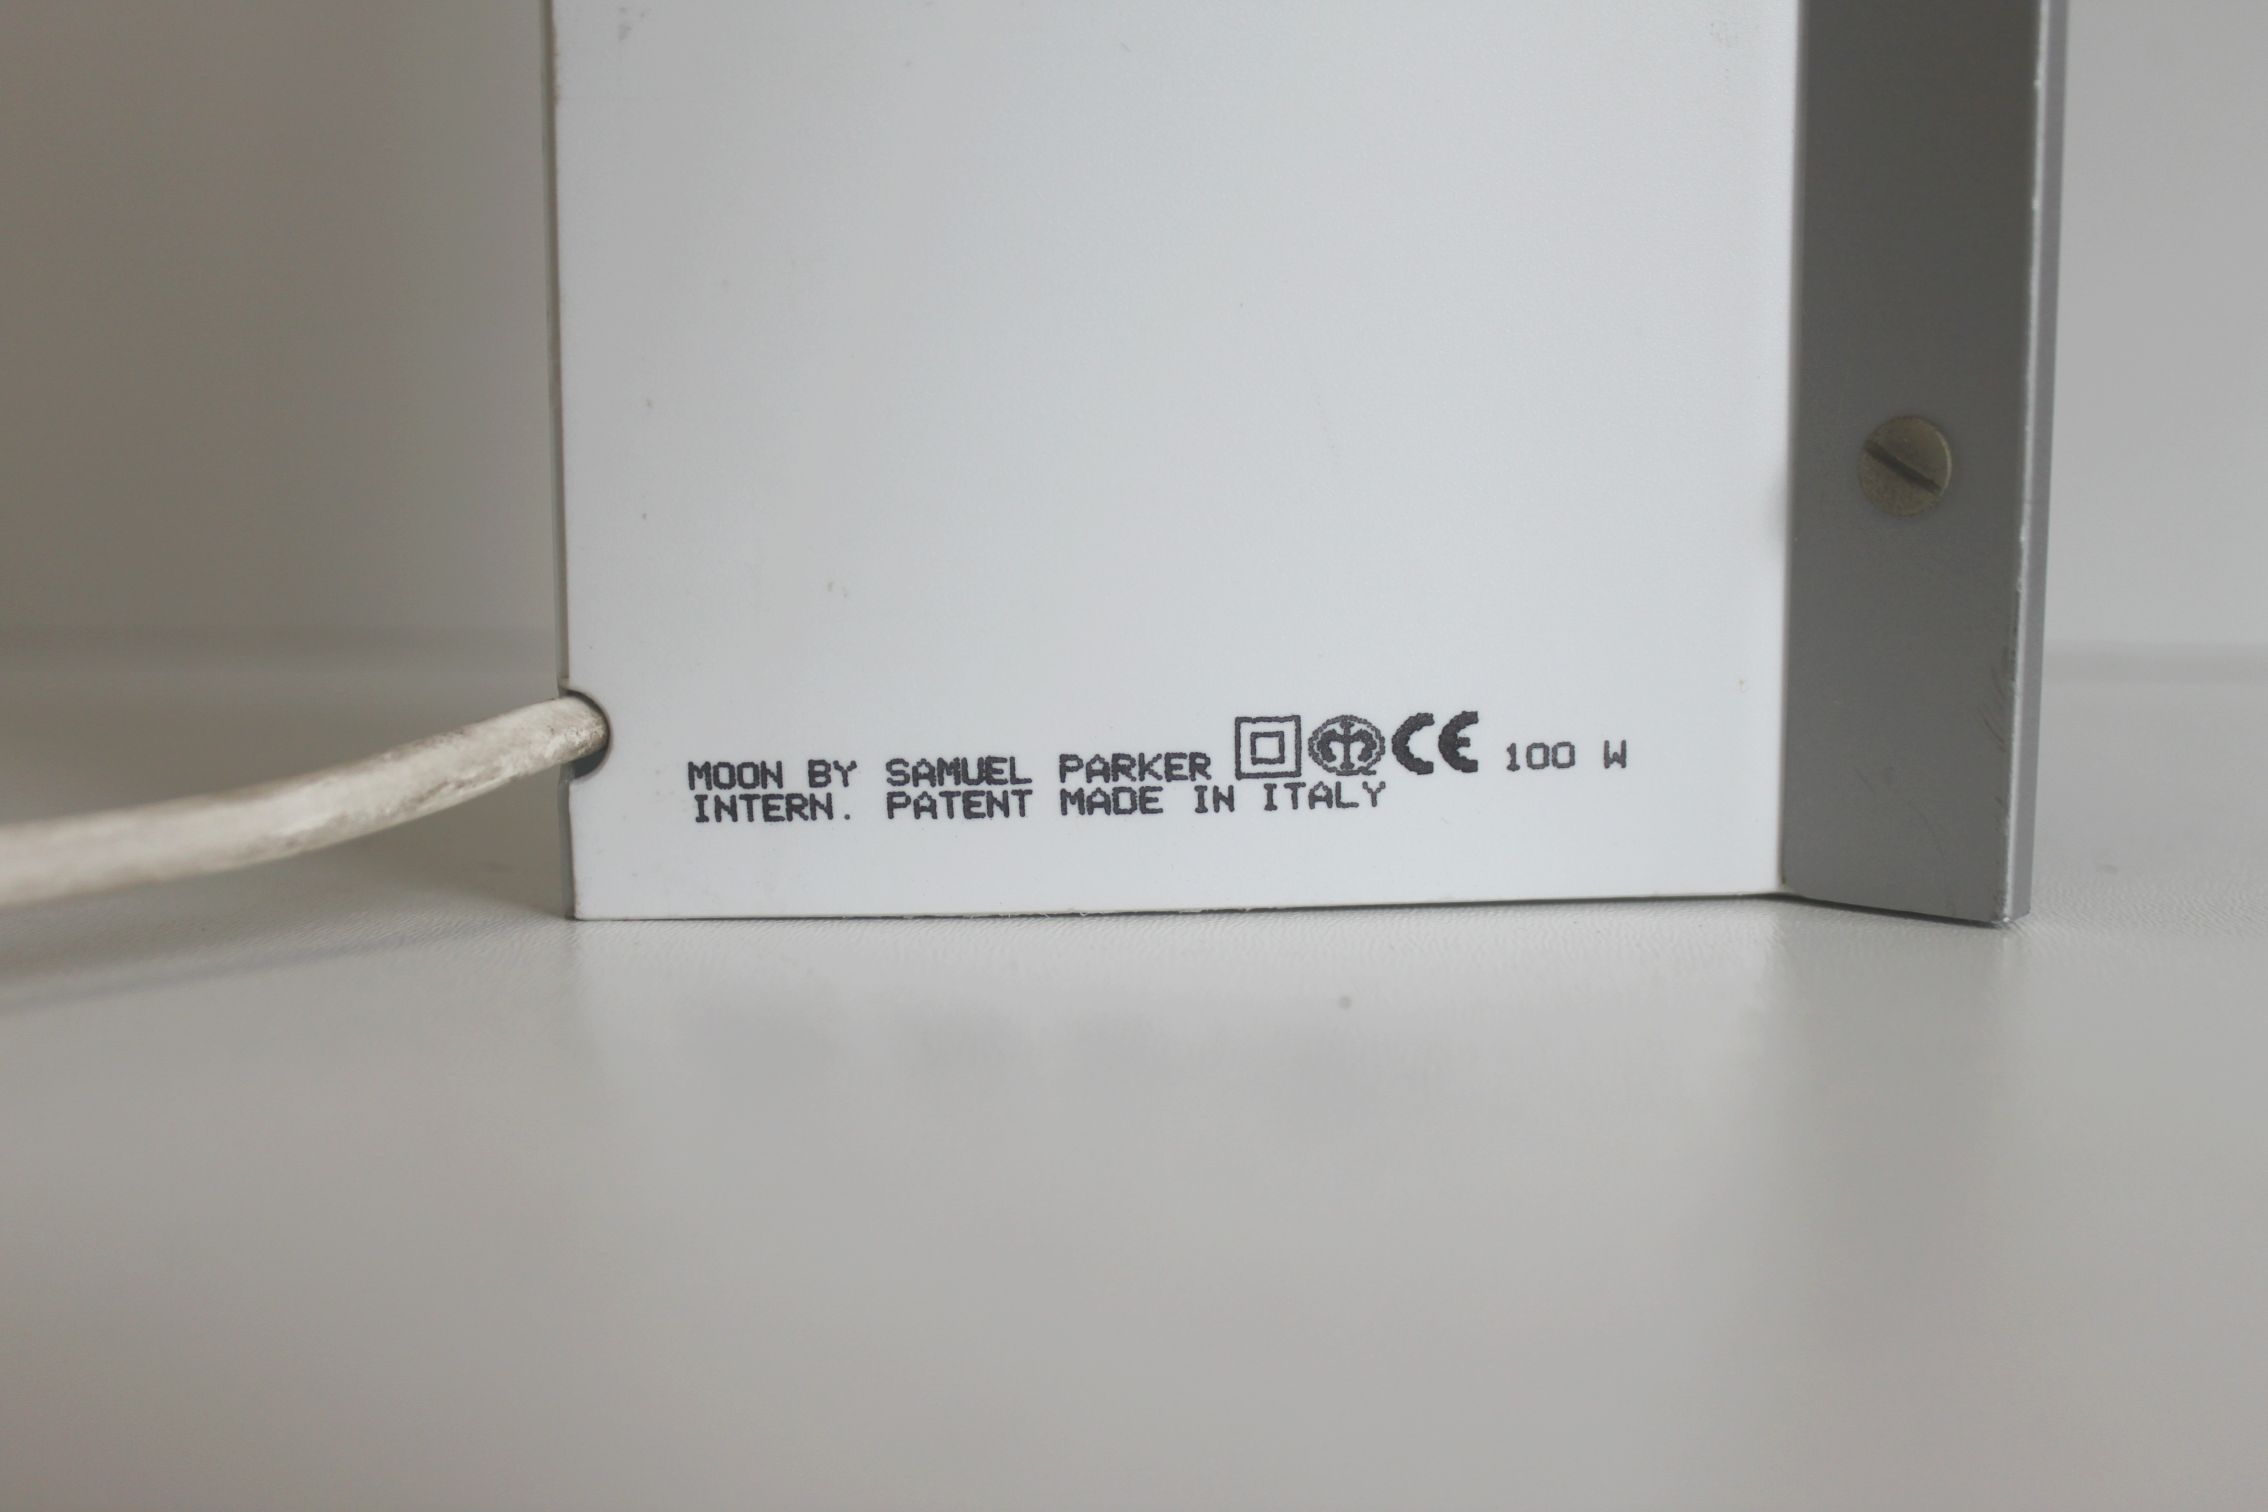 MOON BY SAMUEL PARKER CE 100 W
INTERN. PATENT MADE IN ITALY